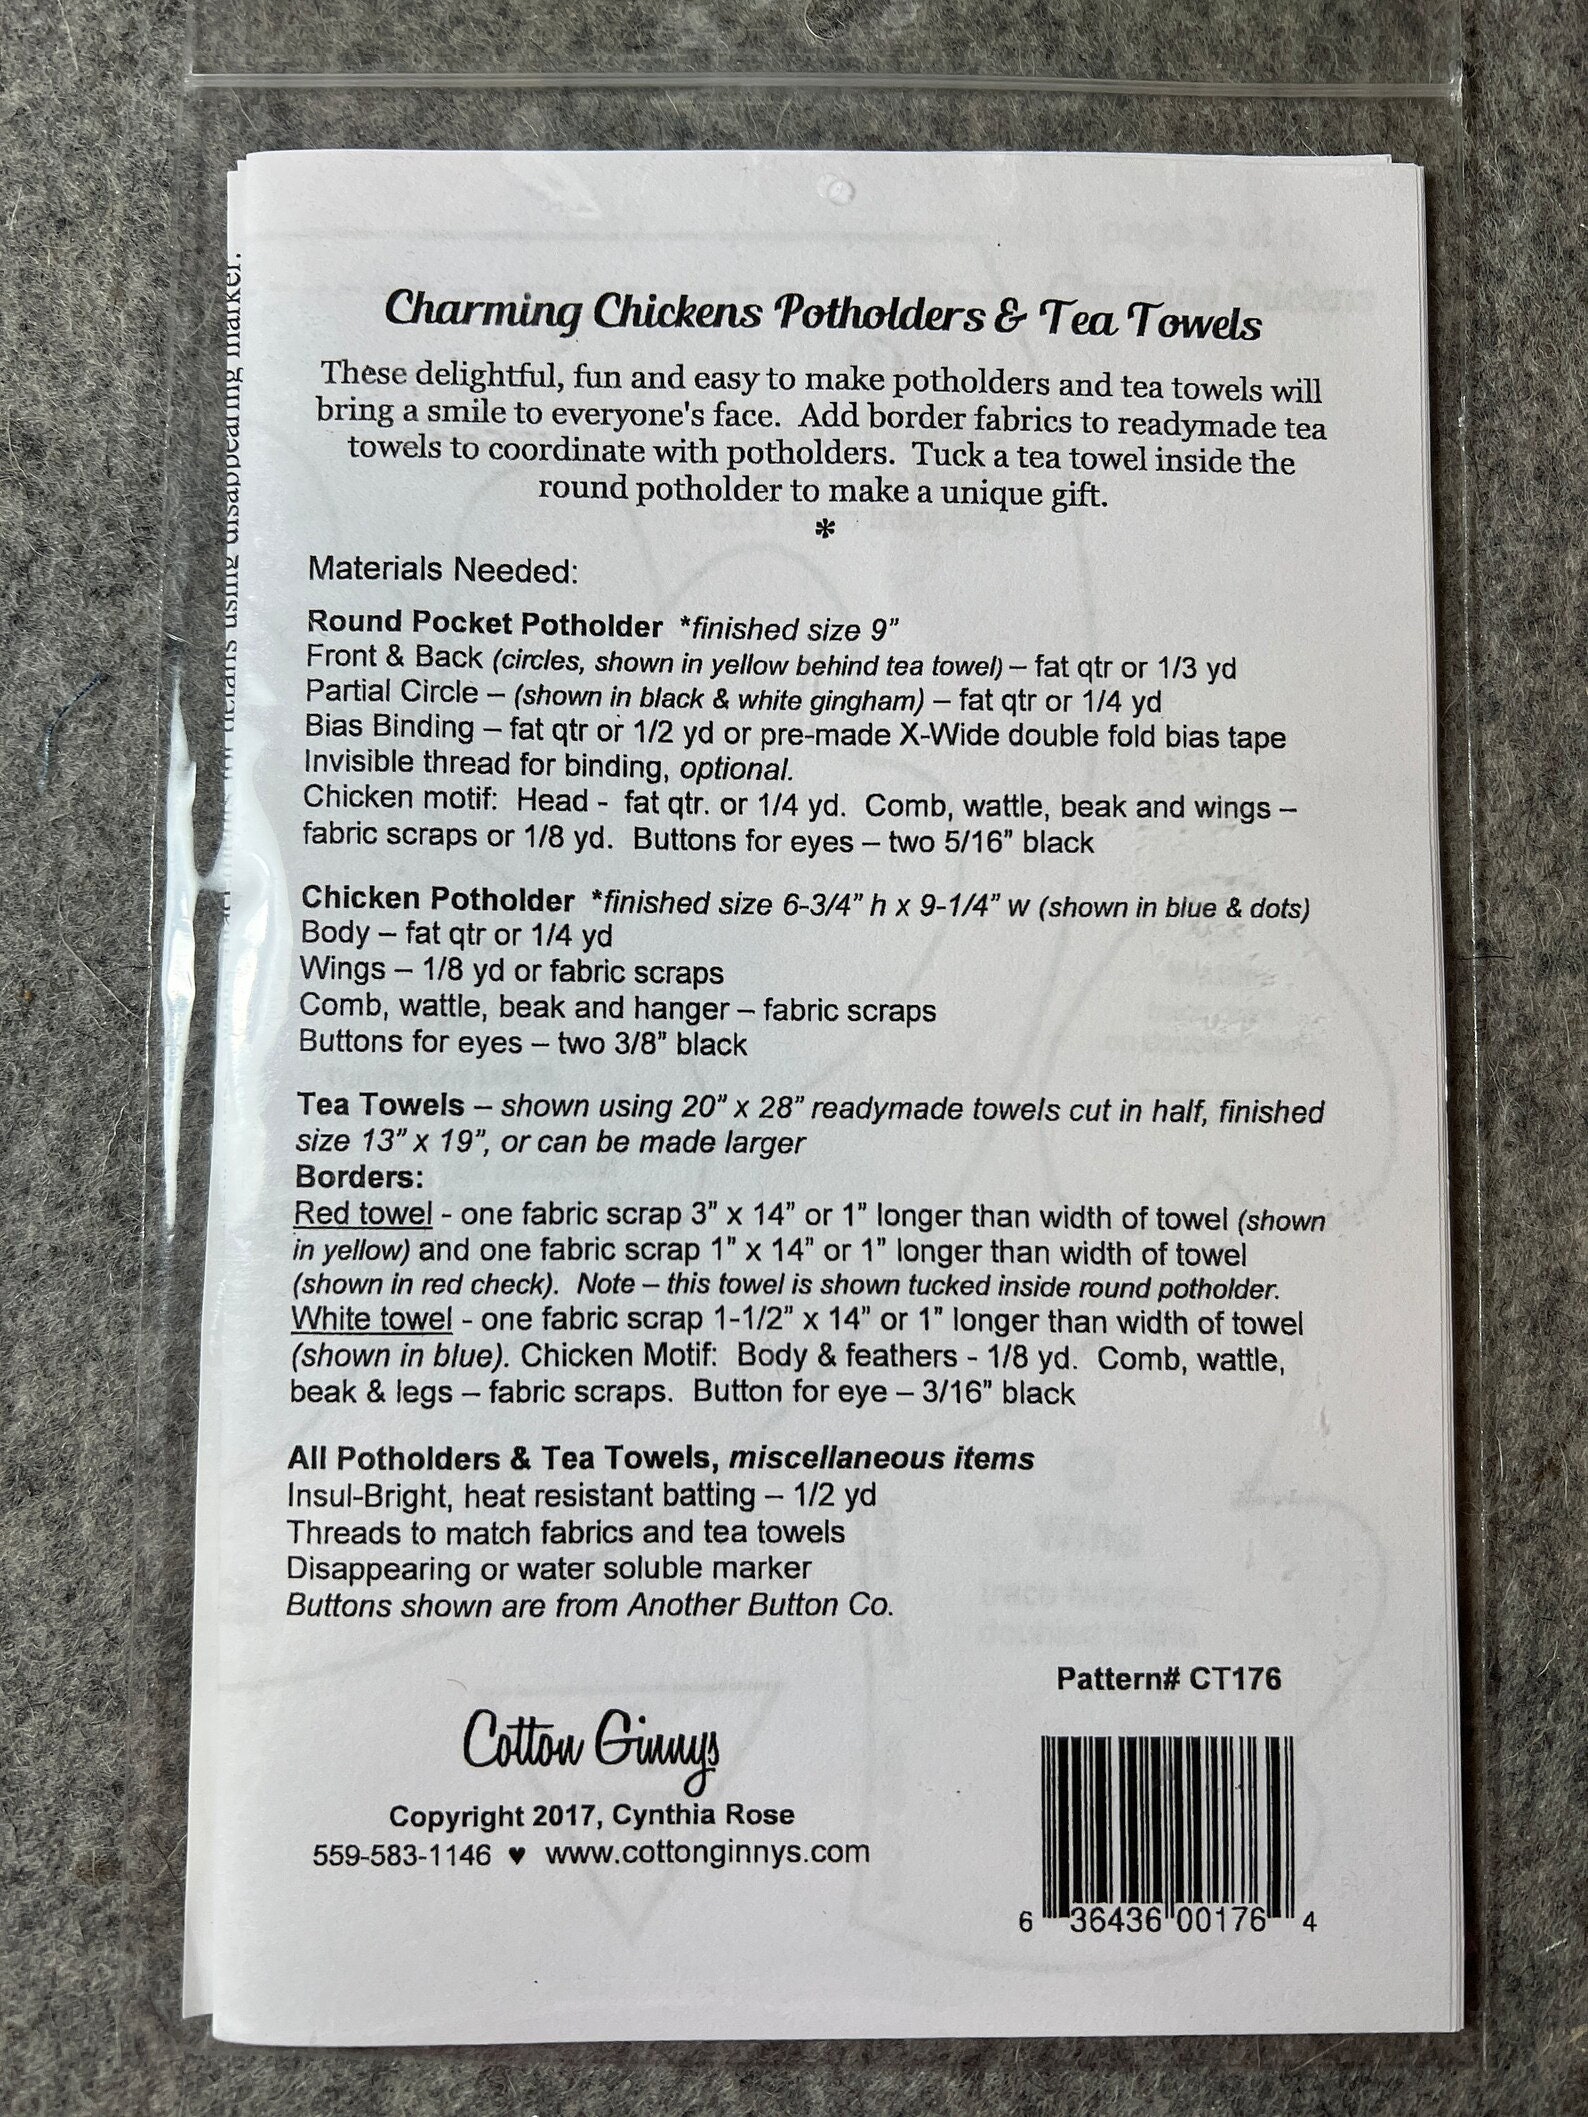 Charming Chickens Potholders & Tea Towels
These delightful, fun and easy to make potholders and tea towels will
bring a smile to everyone's face.  Add border fabrics to readymade tea
towels to coordinate with potholders.  Tuck a tea towel inside the
round potholder to make a unique gift.
*
Materials Needed:
Round Pocket Potholder  *finished size 9"
Front & Back (circles, shown in yellow behind tea towel) – fat qtr or 1/3 yd
Partial Circle – (shown in black & white gingham) – fat qtr or 1/4 yd
Bias Binding – fat qtr or 1/2 yd or pre-made X-Wide double fold bias tape
Invisible thread for binding, optional.
Chicken motif:  Head -  fat qtr. or 1/4 yd.  Comb, wattle, beak and wings –
fabric scraps or 1/8 yd.  Buttons for eyes – two 5/16" black
Chicken Potholder  *finished size 6-3/4" h x 9-1/4" w (shown in blue & dots)
Body – fat qtr or 1/4 yd
Wings – 1/8 yd or fabric scraps
Comb, wattle, beak and hanger – fabric scraps
Buttons for eyes – two 3/8" black
Tea Towels – shown using 20" x 28" readymade towels cut in half, finished
size 13" x 19", or can be made larger
Borders:
Red towel - one fabric scrap 3" x 14" or 1" longer than width of towel (shown
in yellow) and one fabric scrap 1" x 14" or 1" longer than width of towel
(shown in red check).  Note – this towel is shown tucked inside round potholder.
White towel - one fabric scrap 1-1/2" x 14" or 1" longer than width of towel
(shown in blue). Chicken Motif:  Body & feathers - 1/8 yd.  Comb, wattle,
beak & legs – fabric scraps.  Button for eye – 3/16" black
All Potholders & Tea Towels, miscellaneous items
Insul-Bright, heat resistant batting – 1/2 yd
Threads to match fabrics and tea towels
Disappearing or water soluble marker
Buttons shown are from Another Button Co.
Pattern# CT176
Cotton Ginnys
Copyright 2017, Cynthia Rose
559-583-1146 ♥ www.cottonginnys.com
6 36436 00176 4
using disappearing marker.
page 3 of 6